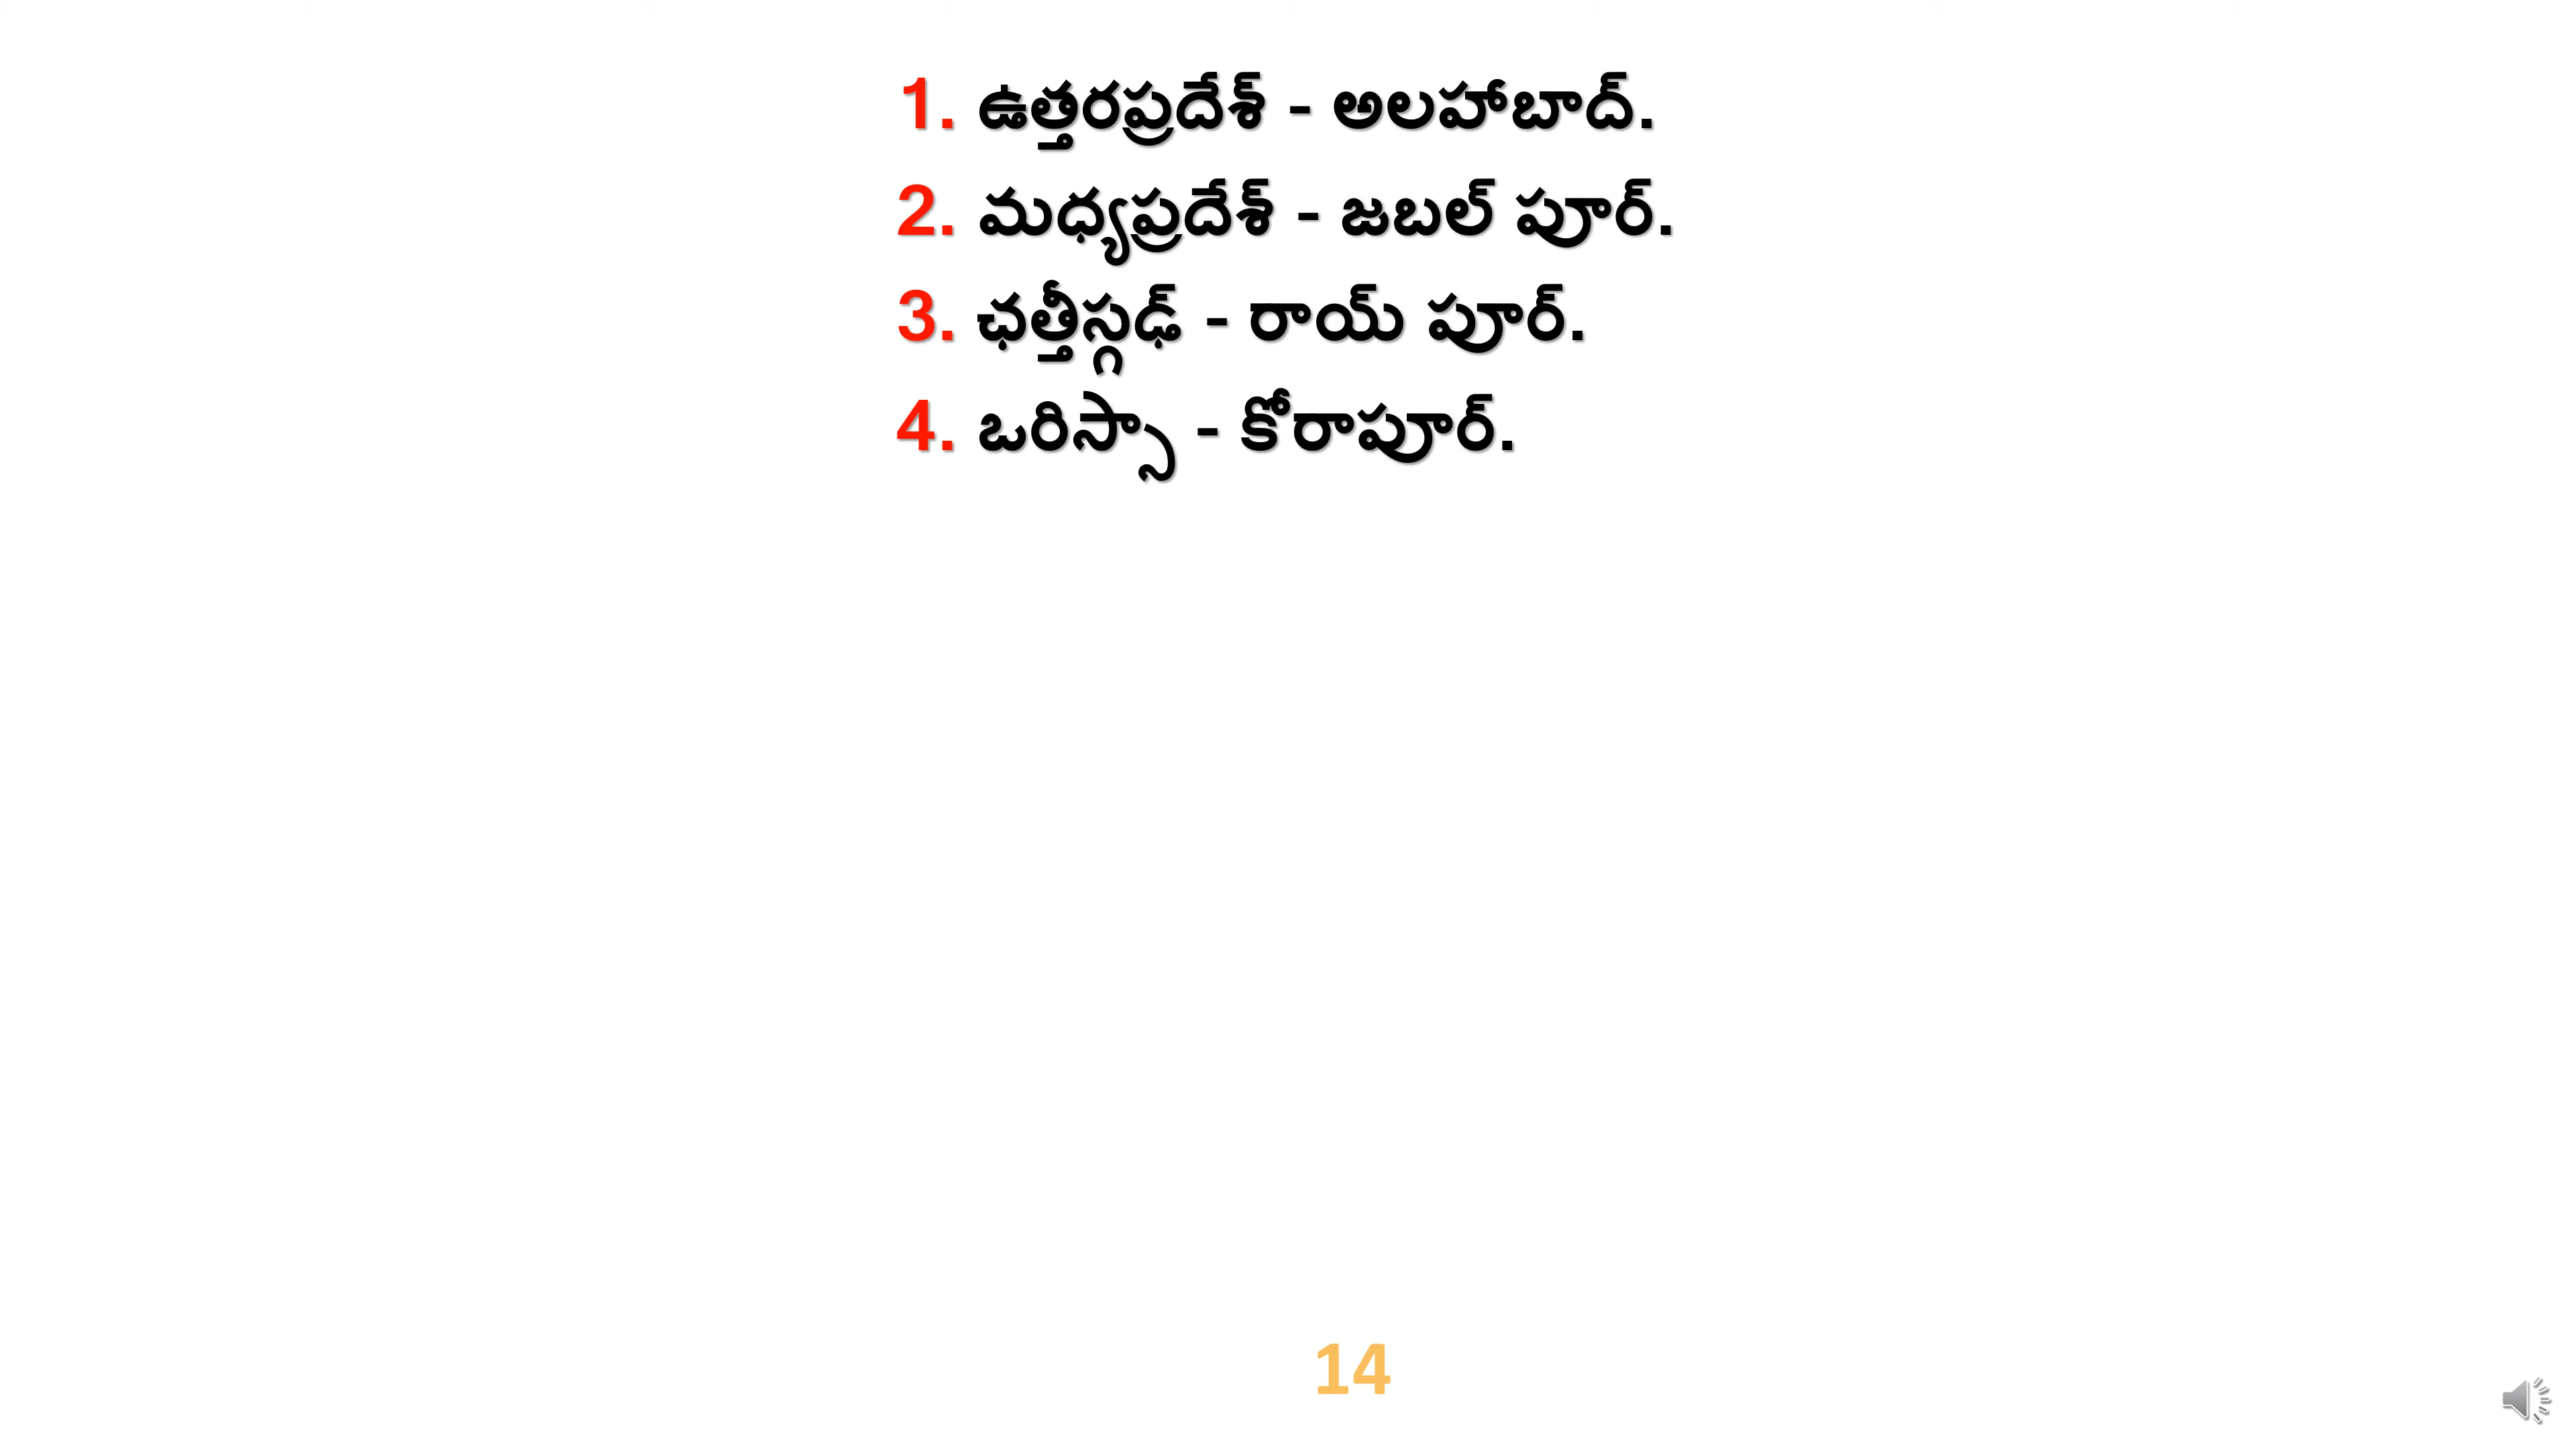 1. ఉత్తరప్రదేశ్ - అలహాబాద్.
2. మధ్యప్రదేశ్ - జబల్ పూర్.
3. ఛత్తీస్గఢ్ - రాయ్ పూర్.
4. ఒరిస్సా - కోరాపూర్.
14